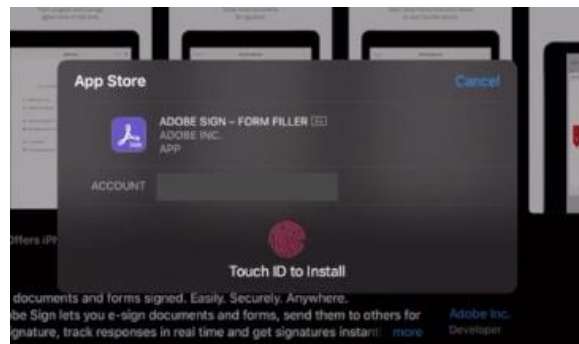 App Store
Cancel
ADOBE SIGN – FORM FILLER 4+
ADOBE INC.
APP
ACCOUNT
Offers iPh
Touch ID to Install
documents and forms signed. Easily. Securely. Anywhere.
be Sign lets you e-sign documents and forms, send them to others for
gnature, track responses in real time and get signatures instant
more
Adobe Inc.
Developer